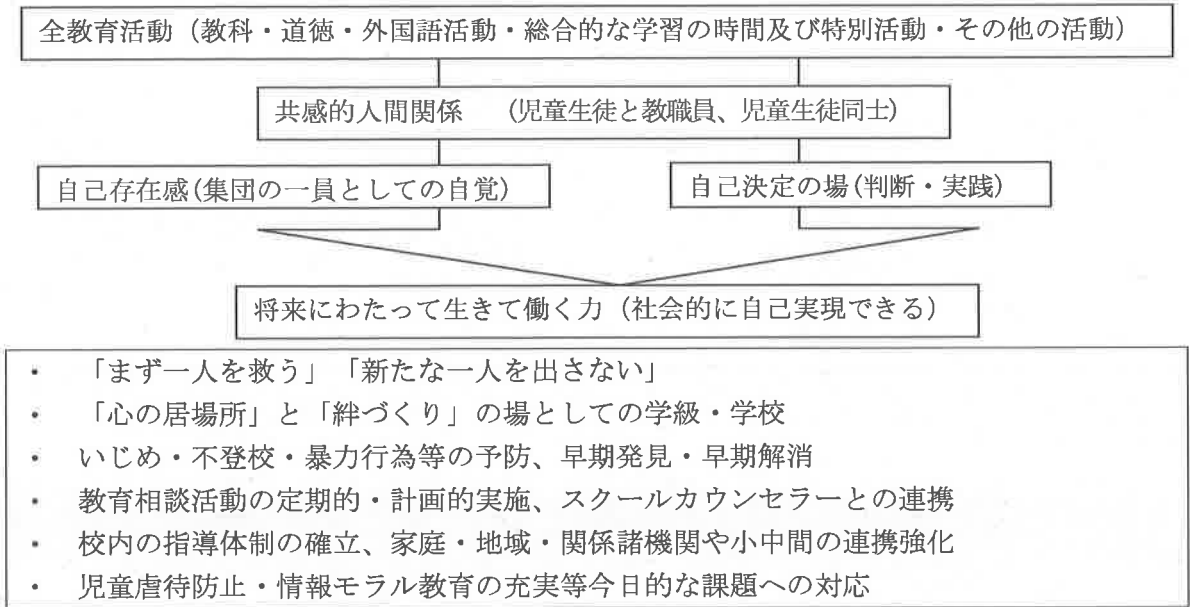 全教育活動（教科・道徳・外国語活動・総合的な学習の時間及び特別活動・その他の活動）
共感的人間関係　（児童生徒と教職員、児童生徒同士）
自己存在感（集団の一員としての自覚）
自己決定の場（判断・実践）
将来にわたって生きて働く力（社会的に自己実現できる）
・　「まず一人を救う」「新たな一人を出さない」
・　「心の居場所」と「絆づくり」の場としての学級・学校
・　いじめ・不登校・暴力行為等の予防、早期発見・早期解消
・　教育相談活動の定期的・計画的実施、スクールカウンセラーとの連携
・　校内の指導体制の確立、家庭・地域・関係諸機関や小中間の連携強化
・　児童虐待防止・情報モラル教育の充実等今日的な課題への対応